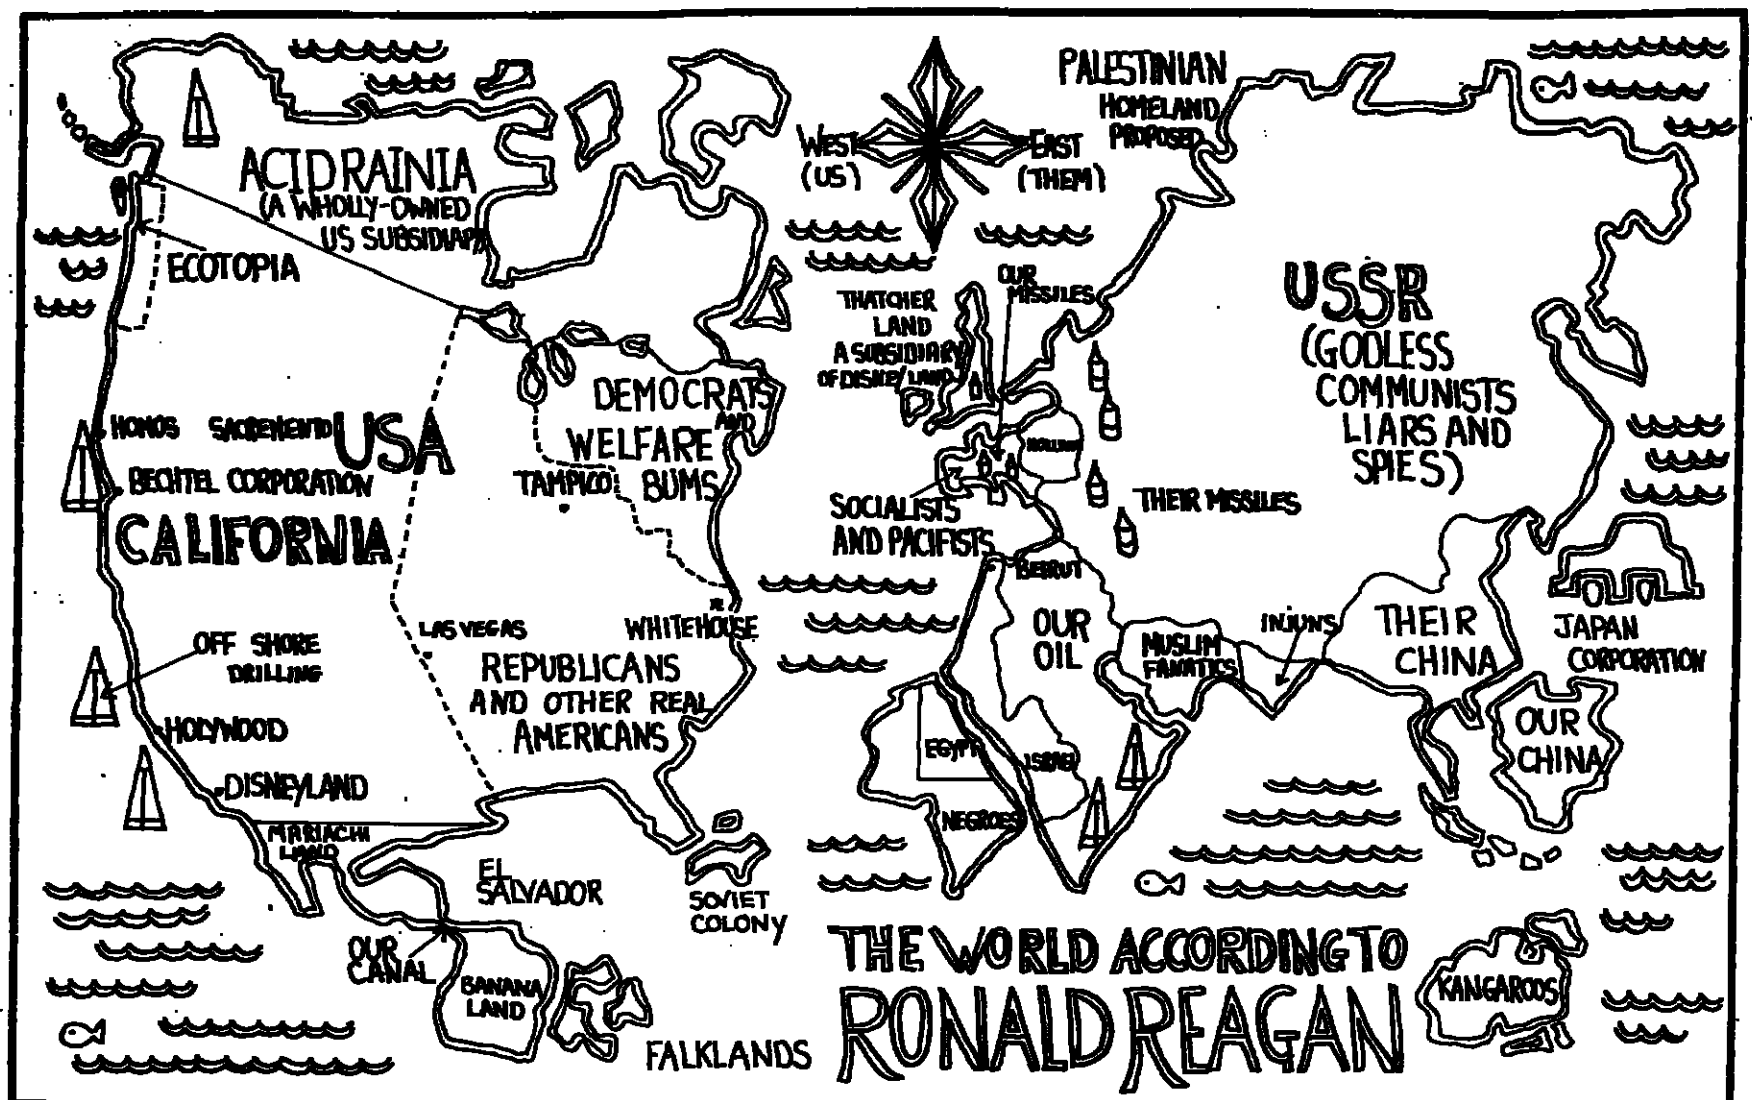 PALESTINIAN
HOMELAND
PROPOSED
WEST
(US)
EAST
(THEM)
ACIDRAINIA
(A WHOLLY-OWNED
US SUBSIDIARY
ECOTOPIA
OUR
MISSILES
THATCHER
LAND
A SUBSIDIARY
OF DISNEYLAND
USSR
(GODLESS
COMMUNISTS
LIARS AND
SPIES)
DEMOCRATS
AND
WELFARE
BUMS
TAMPICO
HOMOS
SACREMENTO
USA
BECHTEL CORPORATION
CALIFORNIA
SOCIALISTS
AND PACIFISTS
THEIR MISSILES
BEIRUT
OUR
OIL
MUSLIM
FANATICS
INJUNS
THEIR
CHINA
JAPAN
CORPORATION
OFF SHORE
DRILLING
LAS VEGAS
WHITEHOUSE
REPUBLICANS
AND OTHER REAL
AMERICANS
HOLYWOOD
DISNEYLAND
MARIACHI
LAND
EGYPT
ISRAEL
NEGROES
OUR
CHINA
EL
SALVADOR
SOVIET
COLONY
OUR
CANAL
BANANA
LAND
FALKLANDS
THE WORLD ACCORDING TO
RONALD REAGAN
KANGAROOS